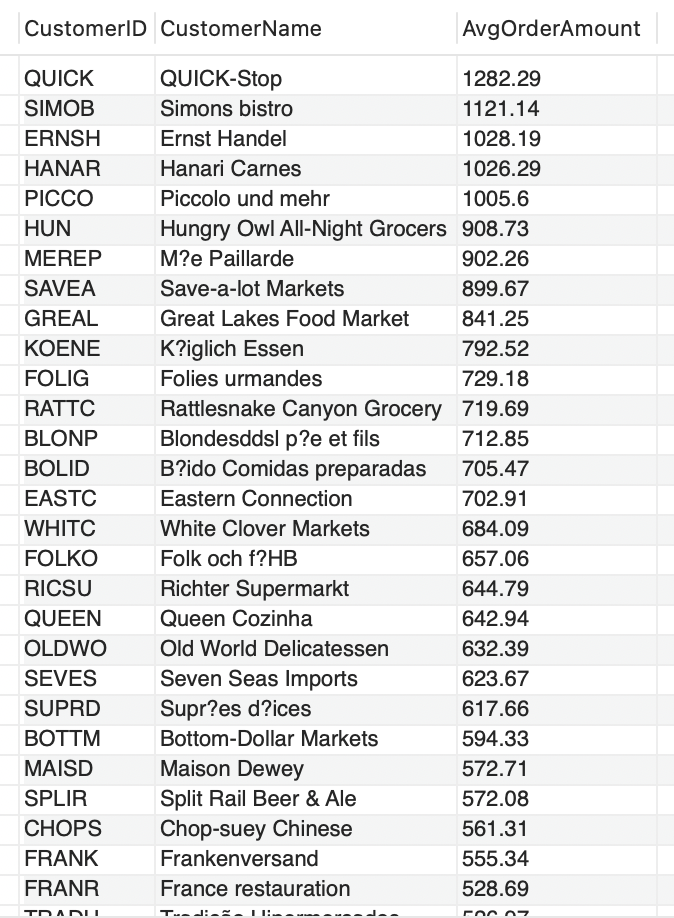 CustomerID CustomerName AvgOrderAmount
QUICK QUICK-Stop 1282.29
SIMOB Simons bistro 1121.14
ERNSH Ernst Handel 1028.19
HANAR Hanari Carnes 1026.29
PICCO Piccolo und mehr 1005.6
HUN Hungry Owl All-Night Grocers 908.73
MEREP M?e Paillarde 902.26
SAVEA Save-a-lot Markets 899.67
GREAL Great Lakes Food Market 841.25
KOENE K?iglich Essen 792.52
FOLIG Folies urmandes 729.18
RATTC Rattlesnake Canyon Grocery 719.69
BLONP Blondesddsl p?e et fils 712.85
BOLID B?ido Comidas preparadas 705.47
EASTC Eastern Connection 702.91
WHITC White Clover Markets 684.09
FOLKO Folk och f?HB 657.06
RICSU Richter Supermarkt 644.79
QUEEN Queen Cozinha 642.94
OLDWO Old World Delicatessen 632.39
SEVES Seven Seas Imports 623.67
SUPRD Supr?es d?ices 617.66
BOTTM Bottom-Dollar Markets 594.33
MAISD Maison Dewey 572.71
SPLIR Split Rail Beer & Ale 572.08
CHOPS Chop-suey Chinese 561.31
FRANK Frankenversand 555.34
FRANR France restauration 528.69